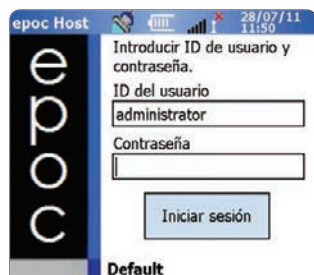 epoc Host
28/07/11
11:50
epoc
Introducir ID de usuario y
contraseña.
ID del usuario
administrator
Contraseña
Iniciar sesión
Default